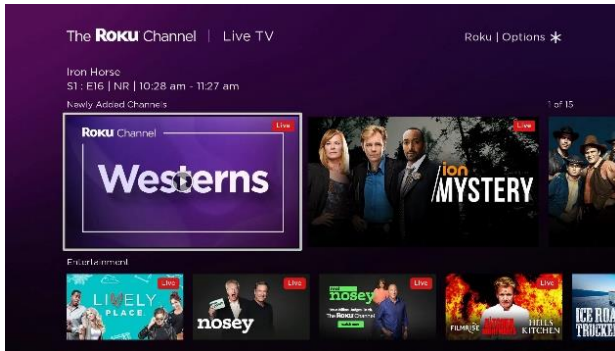 The ROKU Channel | Live TV
Roku | Options
Iron Horse
S1 : E16 | NR | 10:28 am - 11:27 am
Newly Added Channels
1 of 15
ROKU Channel
Live
Westerns
Live
ion
MYSTERY
Entertainment
Live
LIVELY
PLACE
Live
nosey
Live
nosey
The ROKU Channel
Live
FILMRISE
HELL'S
KITCHEN
ICE ROAD
TRUCKER